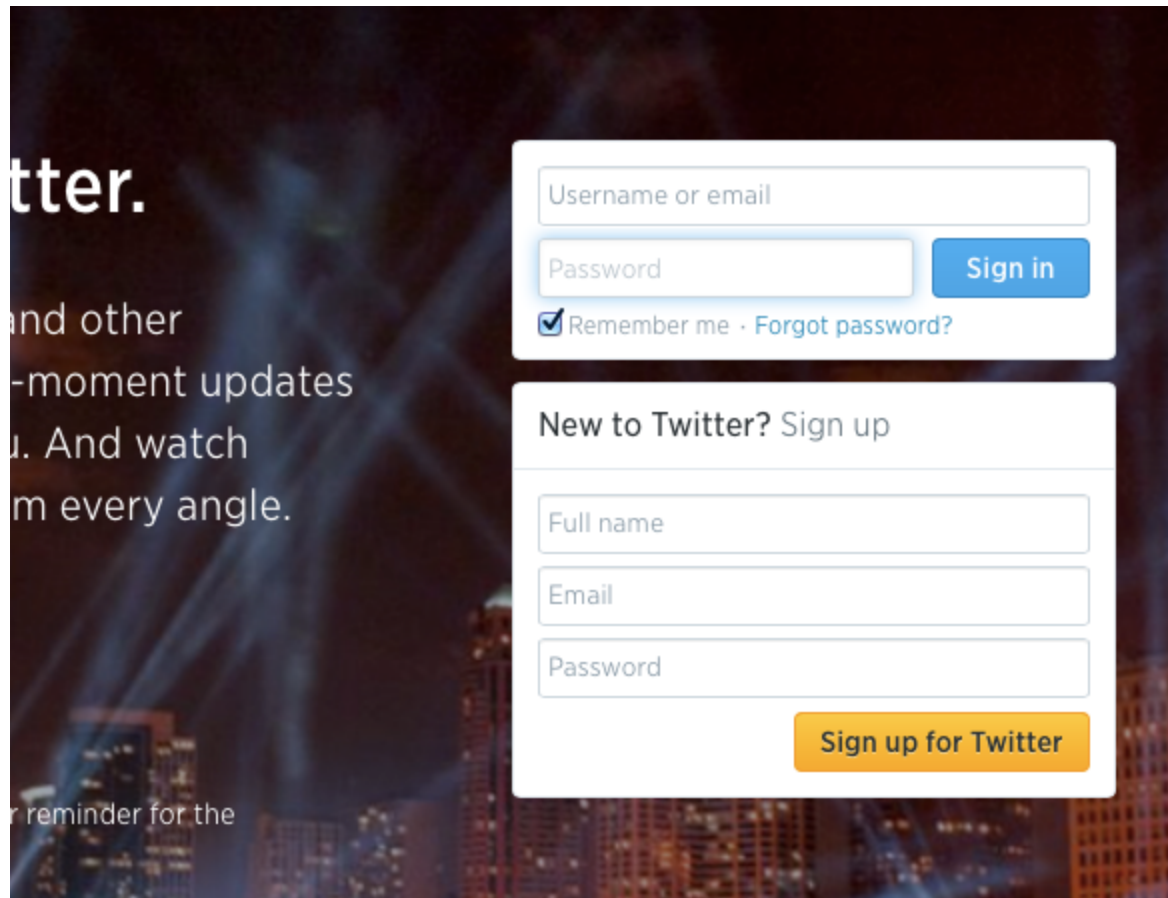 tter.
and other
-moment updates
u. And watch
m every angle.
r reminder for the
Username or email
Password
Sign in
Remember me · Forgot password?
New to Twitter? Sign up
Full name
Email
Password
Sign up for Twitter